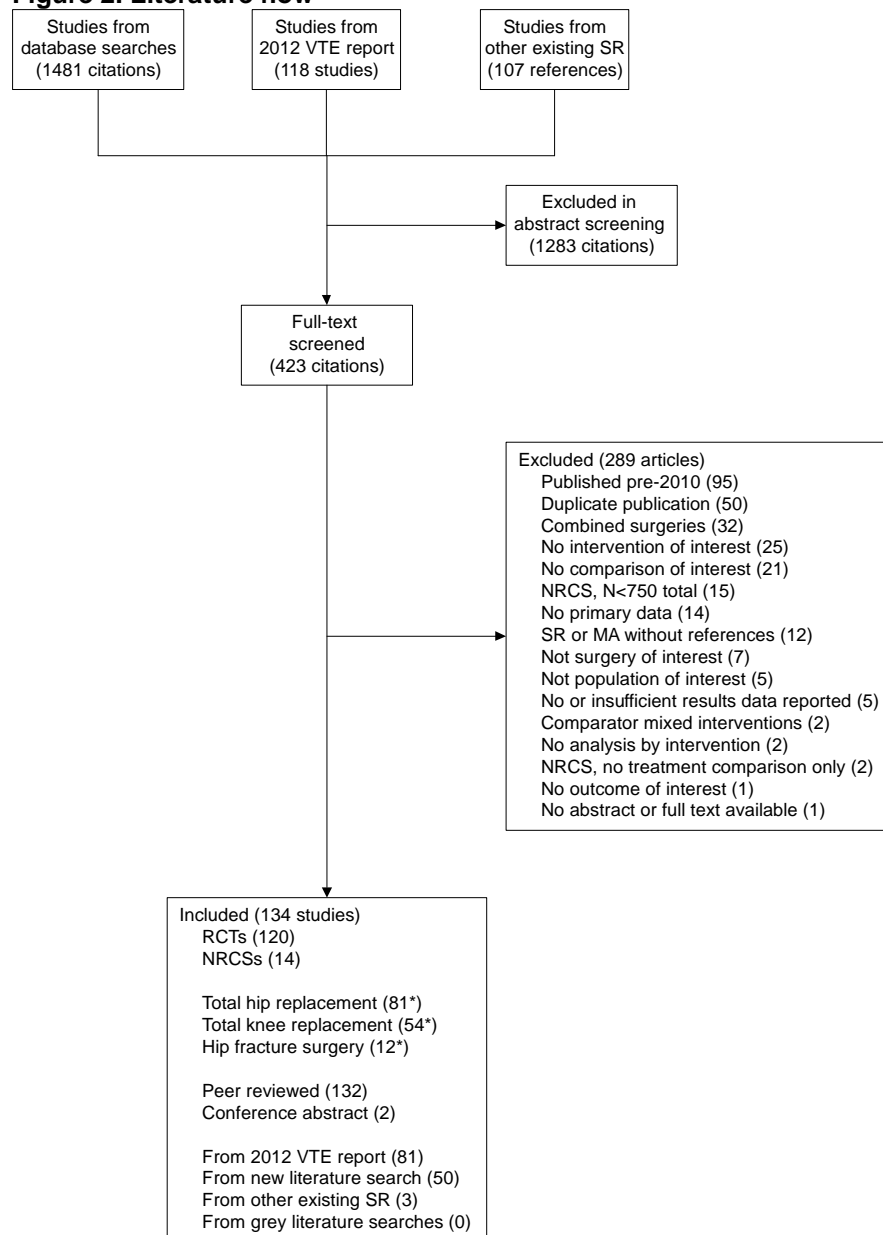 Figure 2. Literature flow
Studies from
database searches
(1481 citations)
Studies from
2012 VTE report
(118 studies)
Studies from
other existing SR
(107 references)
Excluded in
abstract screening
(1283 citations)
Full-text
screened
(423 citations)
Excluded (289 articles)
Published pre-2010 (95)
Duplicate publication (50)
Combined surgeries (32)
No intervention of interest (25)
No comparison of interest (21)
NRCS, N<750 total (15)
No primary data (14)
SR or MA without references (12)
Not surgery of interest (7)
Not population of interest (5)
No or insufficient results data reported (5)
Comparator mixed interventions (2)
No analysis by intervention (2)
NRCS, no treatment comparison only (2)
No outcome of interest (1)
No abstract or full text available (1)
Included (134 studies)
RCTs (120)
NRCSs (14)
Total hip replacement (81*)
Total knee replacement (54*)
Hip fracture surgery (12*)
Peer reviewed (132)
Conference abstract (2)
From 2012 VTE report (81)
From new literature search (50)
From other existing SR (3)
From grey literature searches (0)